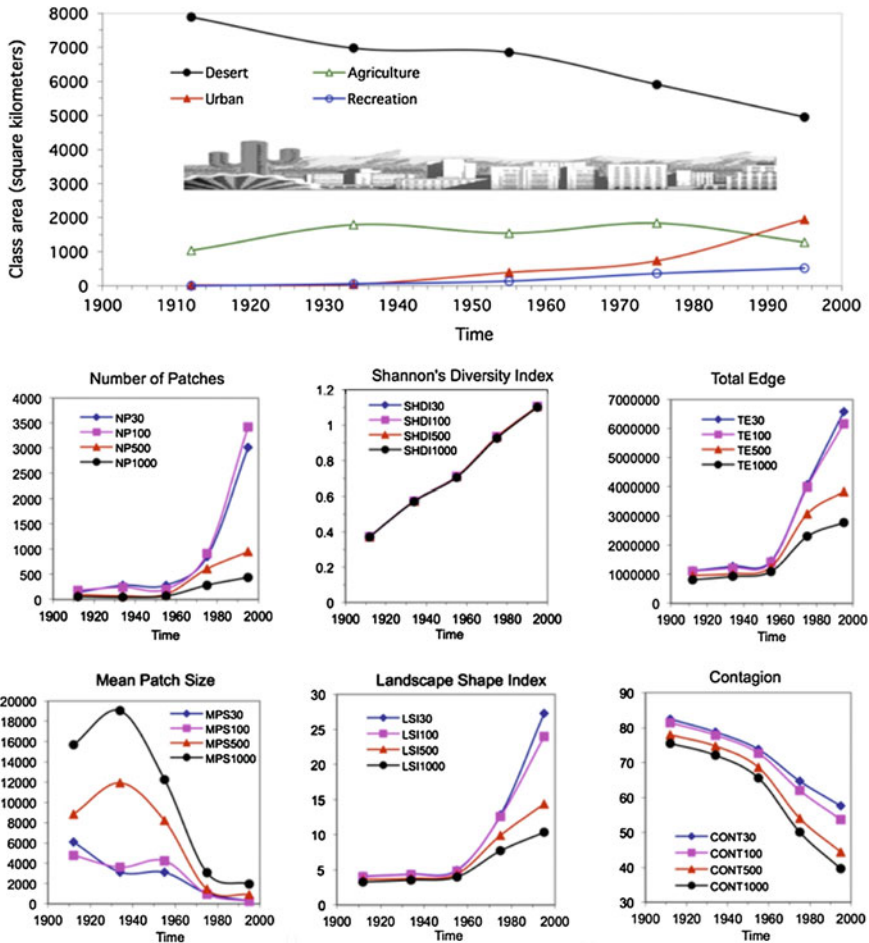 Class area (square kilometers)
8000
7000
6000
5000
4000
3000
2000
1000
0
Desert
Agriculture
Urban
Recreation
1900 1910 1920 1930 1940 1950 1960 1970 1980 1990 2000
Time
Number of Patches
4000
3500
3000
2500
2000
1500
1000
500
0
NP30
NP100
NP500
NP1000
1900 1920 1940 1960 1980 2000
Time
Shannon's Diversity Index
1.2
1
0.8
0.6
0.4
0.2
0
SHDI30
SHDI100
SHDI500
SHDI1000
1900 1920 1940 1960 1980 2000
Time
Total Edge
7000000
6000000
5000000
4000000
3000000
2000000
1000000
0
TE30
TE100
TE500
TE1000
1900 1920 1940 1960 1980 2000
Time
Mean Patch Size
20000
18000
16000
14000
12000
10000
8000
6000
4000
2000
0
MPS30
MPS100
MPS500
MPS1000
1900 1920 1940 1960 1980 2000
Time
Landscape Shape Index
30
25
20
15
10
5
0
LSI30
LSI100
LSI500
LSI1000
1900 1920 1940 1960 1980 2000
Time
Contagion
90
80
70
60
50
40
30
CONT30
CONT100
CONT500
CONT1000
1900 1920 1940 1960 1980 2000
Time